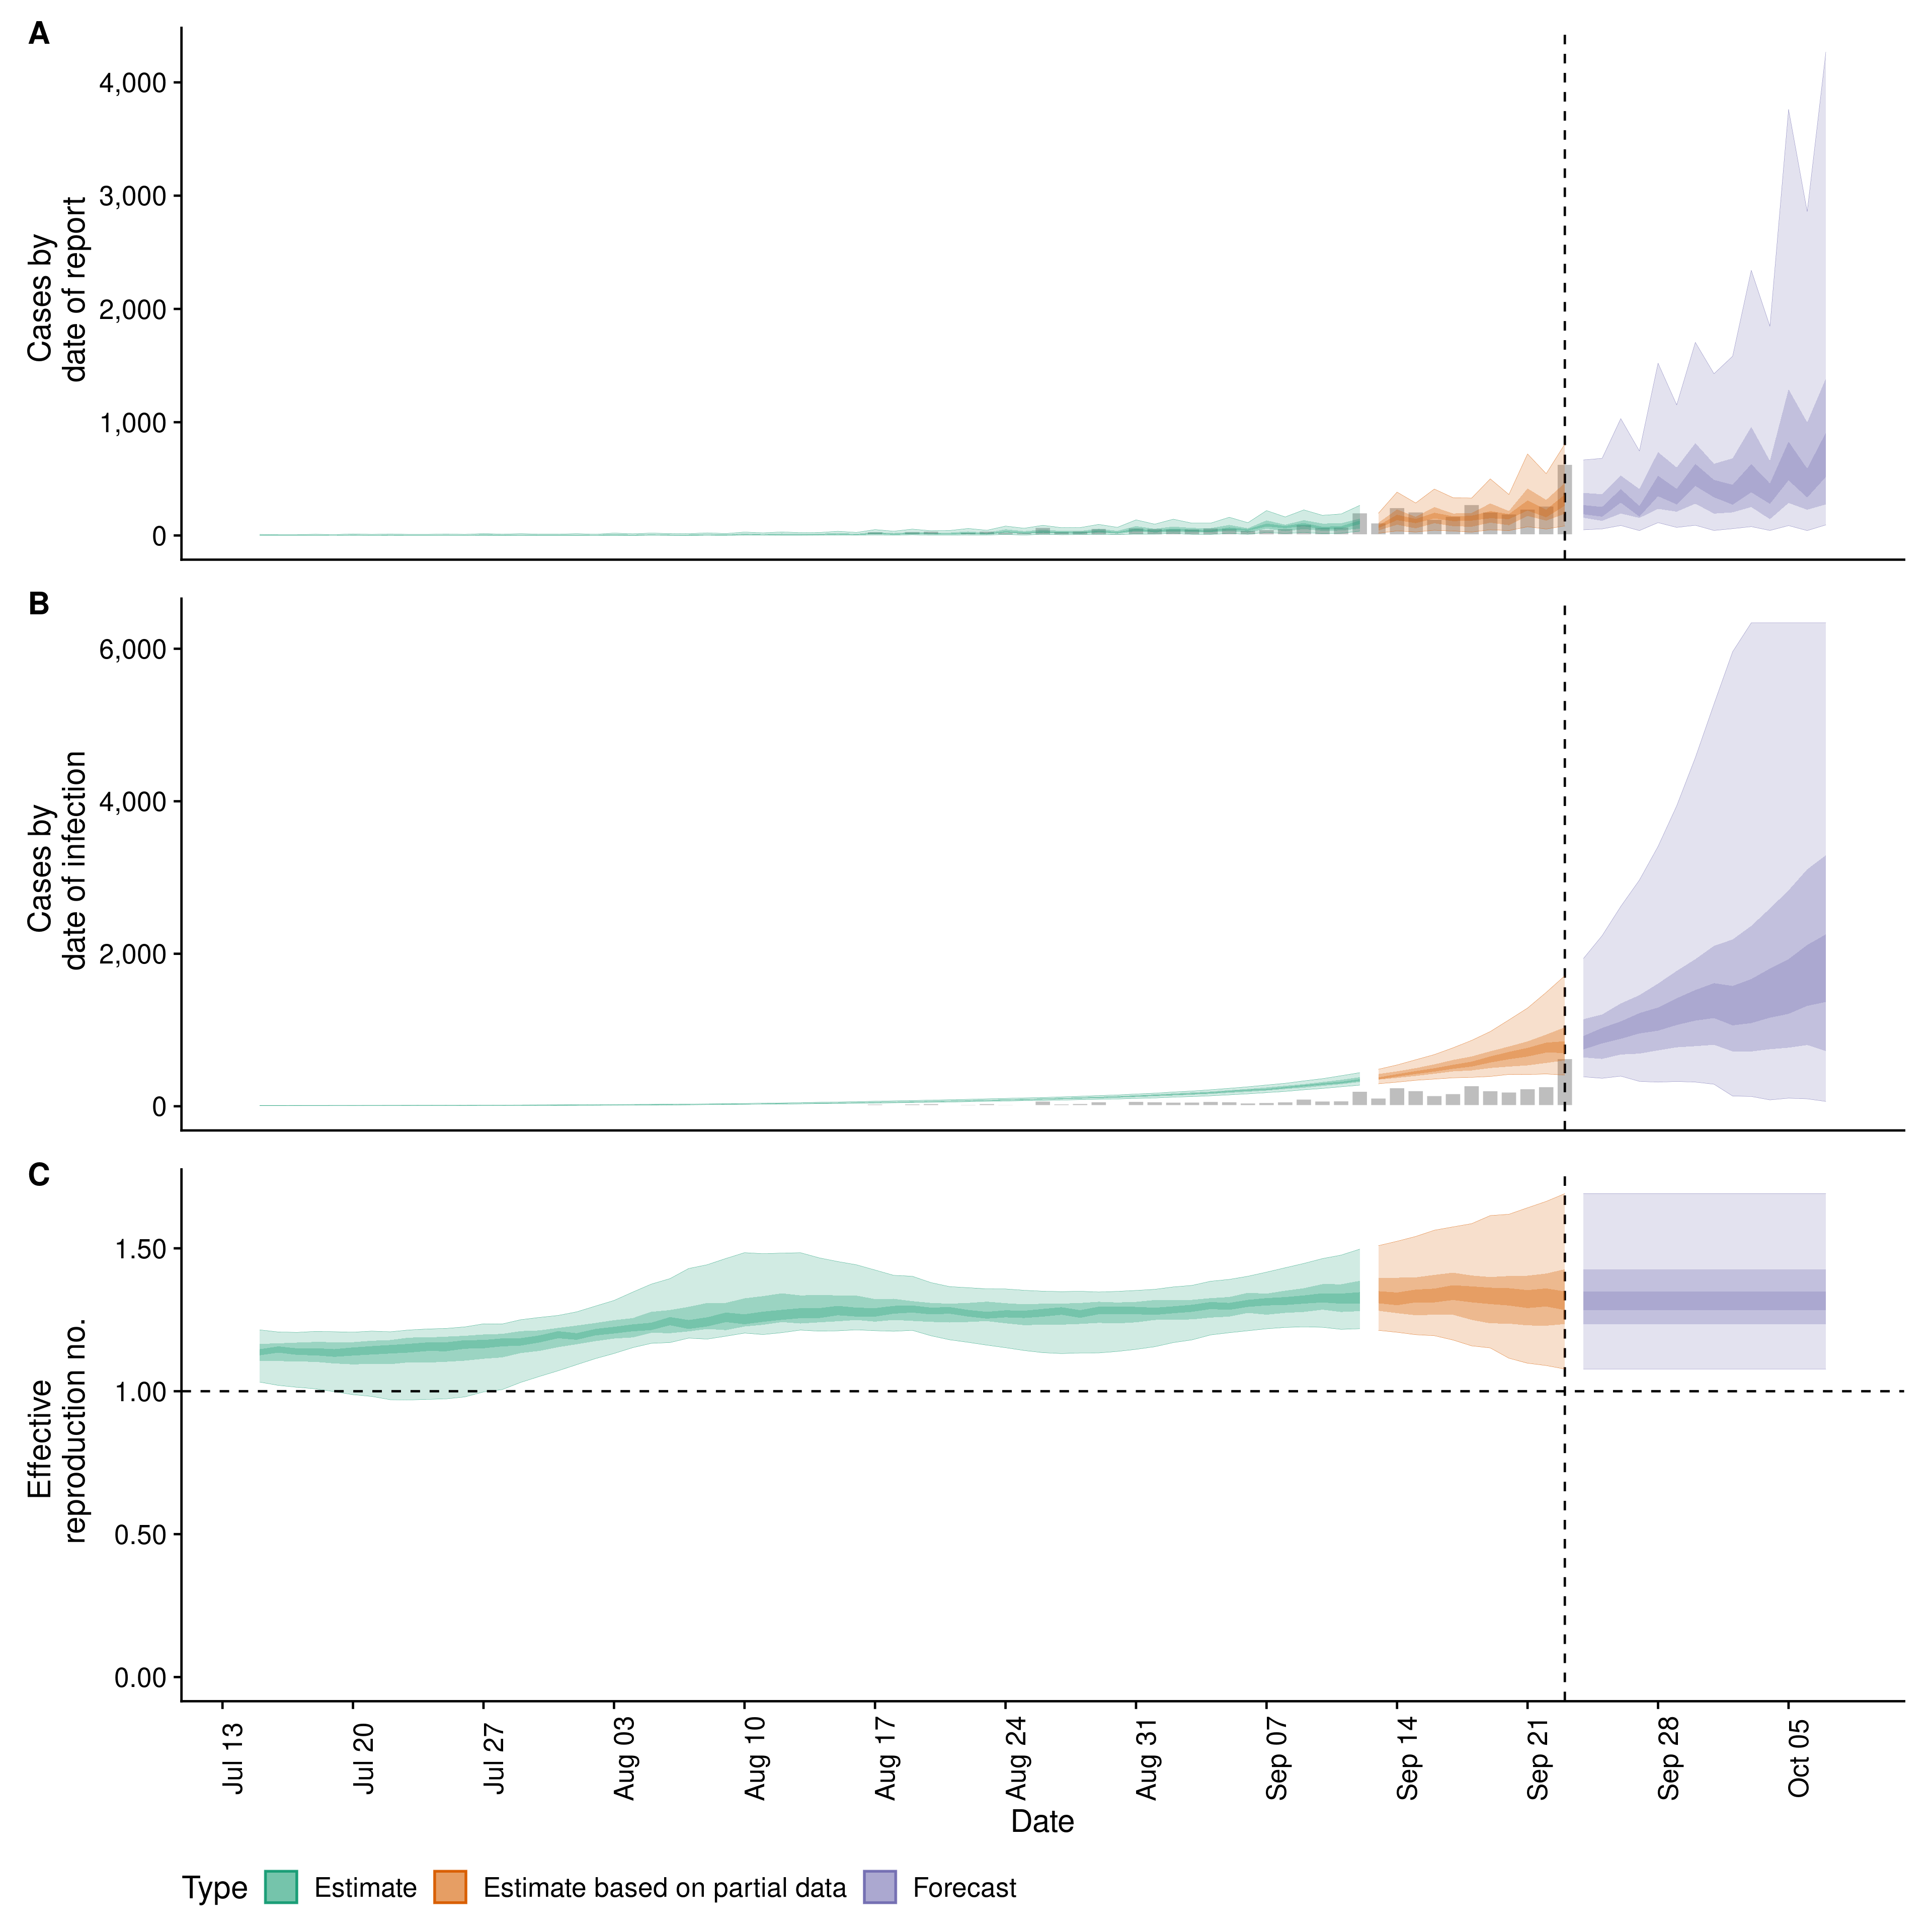 A
Cases by
date of report
4,000
3,000
2,000
1,000
0
B
Cases by
date of infection
6,000
4,000
2,000
0
C
Effective
reproduction no.
1.50
1.00
0.50
0.00
Jul 13
Jul 20
Jul 27
Aug 03
Aug 10
Aug 17
Aug 24
Aug 31
Sep 07
Sep 14
Sep 21
Sep 28
Oct 05
Date
Type
Estimate
Estimate based on partial data
Forecast